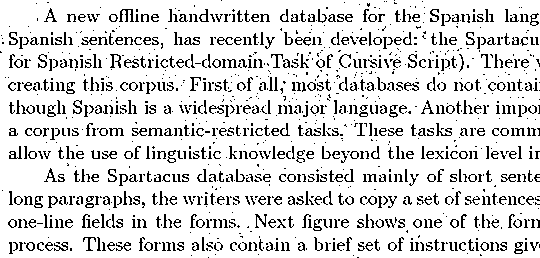 A new offline handwritten database for the Spanish lang
Spanish sentences, has recently been developed: the Spartacu
for Spanish Restricted-domain Task of Cursive Script). There
creating this corpus. First of all, most databases do not contai
though Spanish is a widespread major language. Another impor
a corpus from semantic-restricted tasks. These tasks are comm
allow the use of linguistic knowledge beyond the lexicon level in
As the Spartacus database consisted mainly of short sente
long paragraphs, the writers were asked to copy a set of sentences
one-line fields in the forms. Next figure shows one of the form
process. These forms also contain a brief set of instructions give